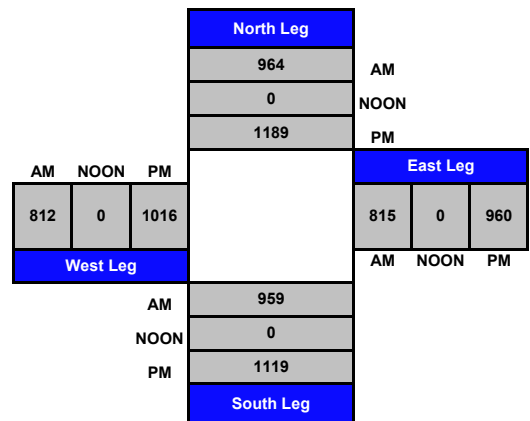 North Leg
964 AM
0 NOON
1189 PM
AM NOON PM
East Leg
812 0 1016
815 0 960
West Leg
AM NOON PM
AM 959
NOON 0
PM 1119
South Leg